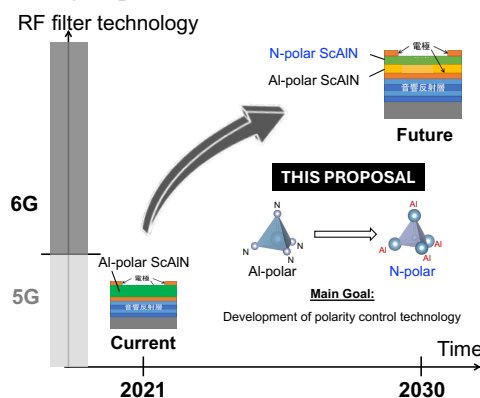 RF filter technology
N-polar ScAlN
Al-polar ScAlN
電極
音響反射層
Future
THIS PROPOSAL
N
N
N
N
Al-polar
Al
Al
Al
Al
N-polar
Main Goal:
Development of polarity control technology
6G
5G
Al-polar ScAlN
電極
音響反射層
Current
Time
2021
2030